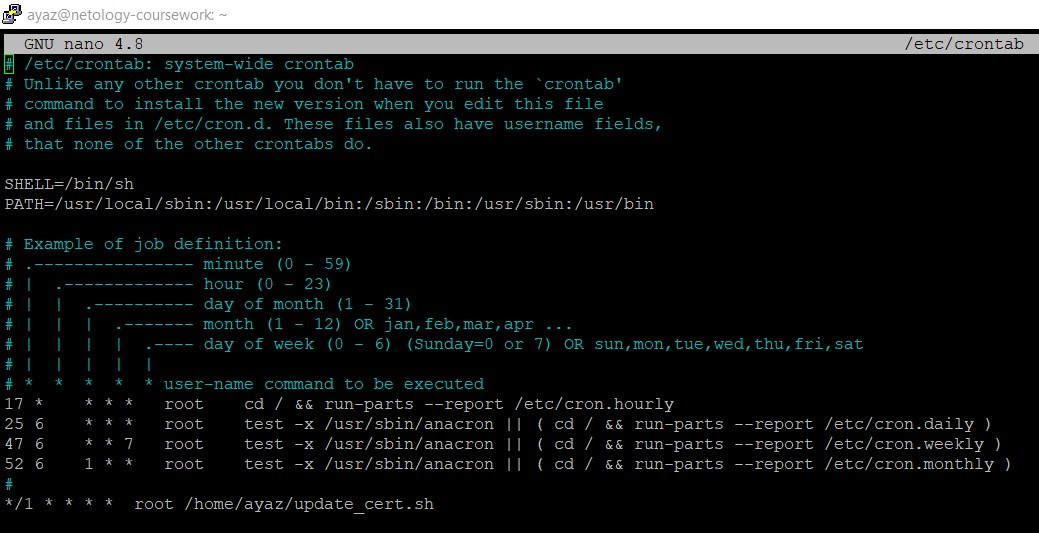 ayaz@netology-coursework: ~
GNU nano 4.8 /etc/crontab
# /etc/crontab: system-wide crontab
# Unlike any other crontab you don't have to run the `crontab'
# command to install the new version when you edit this file
# and files in /etc/cron.d. These files also have username fields,
# that none of the other crontabs do.

SHELL=/bin/sh
PATH=/usr/local/sbin:/usr/local/bin:/sbin:/bin:/usr/sbin:/usr/bin

# Example of job definition:
# .---------------- minute (0 - 59)
# |  .------------- hour (0 - 23)
# |  |  .---------- day of month (1 - 31)
# |  |  |  .------- month (1 - 12) OR jan,feb,mar,apr ...
# |  |  |  |  .---- day of week (0 - 6) (Sunday=0 or 7) OR sun,mon,tue,wed,thu,fri,sat
# |  |  |  |  |
# *  *  *  *  * user-name command to be executed
17 *    * * *   root    cd / && run-parts --report /etc/cron.hourly
25 6    * * *   root    test -x /usr/sbin/anacron || ( cd / && run-parts --report /etc/cron.daily )
47 6    * * 7   root    test -x /usr/sbin/anacron || ( cd / && run-parts --report /etc/cron.weekly )
52 6    1 * *   root    test -x /usr/sbin/anacron || ( cd / && run-parts --report /etc/cron.monthly )
#
*/1 * * * *  root /home/ayaz/update_cert.sh